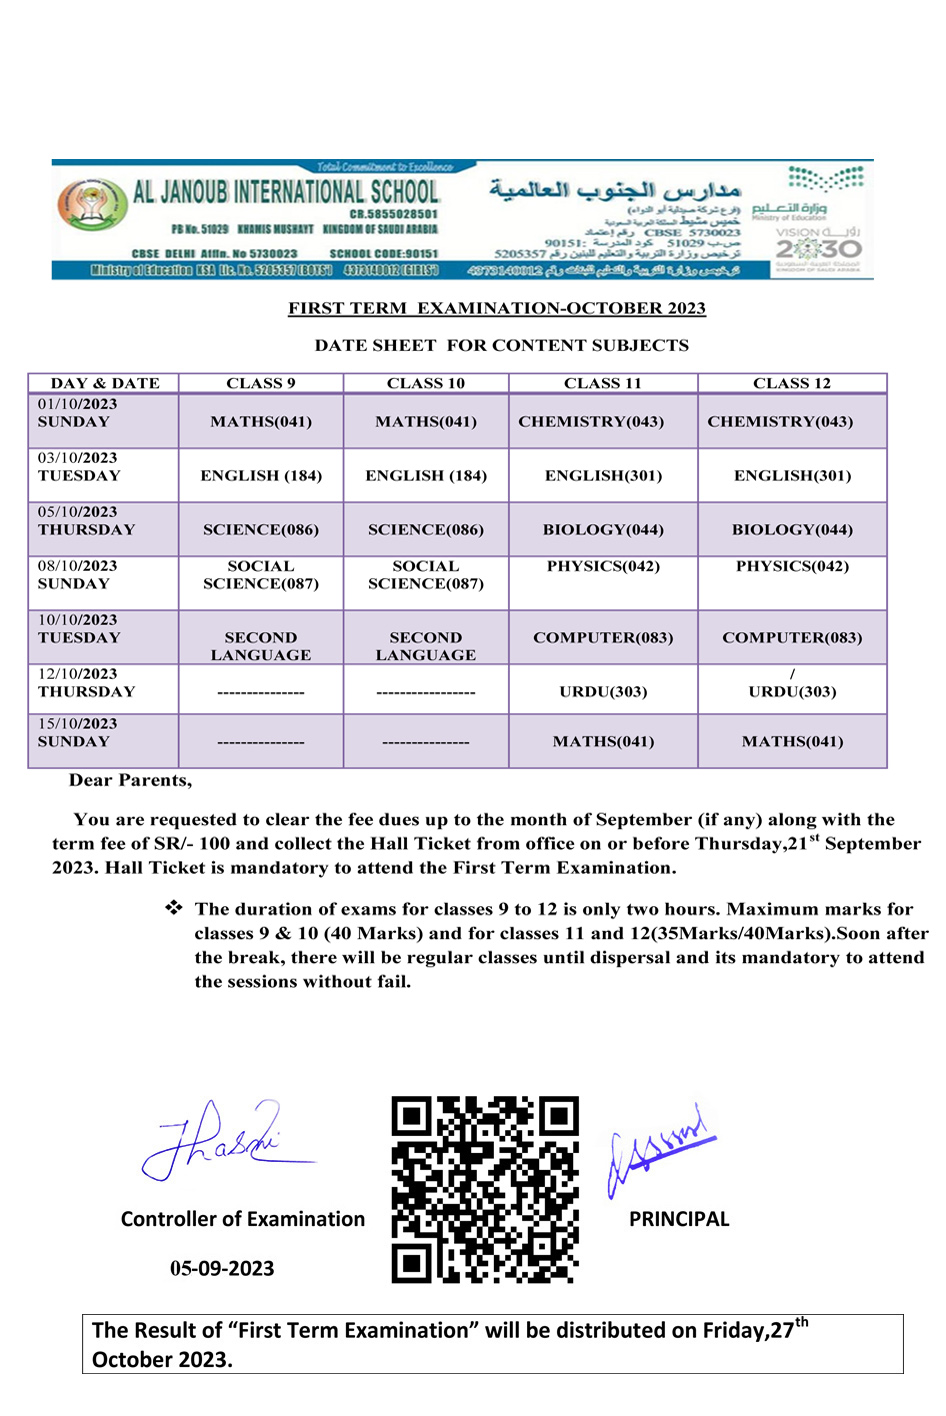 Total Commitment to Excellence
AL JANOUB INTERNATIONAL SCHOOL
CR.5855028501
PB No. 51029 KHAMIS MUSHAYT KINGDOM OF SAUDI ARABIA
CBSE DELHI Affln. No 5730023 SCHOOL CODE:90151
Ministry of Education KSA Lic. No. 5205357 (BOYS') 4373140012 (GIRLS')
مدارس الجنوب العالمية
(فرع شركة صيدلية أبو الدواء)
خميس مشيط المملكة العربية السعودية
CBSE 5730023 رقم إعتماد
ص.ب 51029 كود المدرسة :90151
ترخيص وزارة التربية والتعليم للبنين رقم 5205357
ترخيص وزارة التربية والتعليم للبنات رقم 4373140012
وزارة التعليم
Ministry of Education
VISION رؤية
2030
المملكة العربية السعودية
KINGDOM OF SAUDI ARABIA
FIRST TERM EXAMINATION-OCTOBER 2023
DATE SHEET FOR CONTENT SUBJECTS
DAY & DATE CLASS 9 CLASS 10 CLASS 11 CLASS 12
01/10/2023
SUNDAY MATHS(041) MATHS(041) CHEMISTRY(043) CHEMISTRY(043)
03/10/2023
TUESDAY ENGLISH (184) ENGLISH (184) ENGLISH(301) ENGLISH(301)
05/10/2023
THURSDAY SCIENCE(086) SCIENCE(086) BIOLOGY(044) BIOLOGY(044)
08/10/2023 SOCIAL SOCIAL PHYSICS(042) PHYSICS(042)
SUNDAY SCIENCE(087) SCIENCE(087)
10/10/2023
TUESDAY SECOND SECOND COMPUTER(083) COMPUTER(083)
LANGUAGE LANGUAGE
12/10/2023 /
THURSDAY --------------- ----------------- URDU(303) URDU(303)
15/10/2023
SUNDAY --------------- --------------- MATHS(041) MATHS(041)
Dear Parents,
You are requested to clear the fee dues up to the month of September (if any) along with the
term fee of SR/- 100 and collect the Hall Ticket from office on or before Thursday,21st September
2023. Hall Ticket is mandatory to attend the First Term Examination.
❖ The duration of exams for classes 9 to 12 is only two hours. Maximum marks for
classes 9 & 10 (40 Marks) and for classes 11 and 12(35Marks/40Marks).Soon after
the break, there will be regular classes until dispersal and its mandatory to attend
the sessions without fail.
Controller of Examination
PRINCIPAL
05-09-2023
The Result of “First Term Examination” will be distributed on Friday,27th
October 2023.